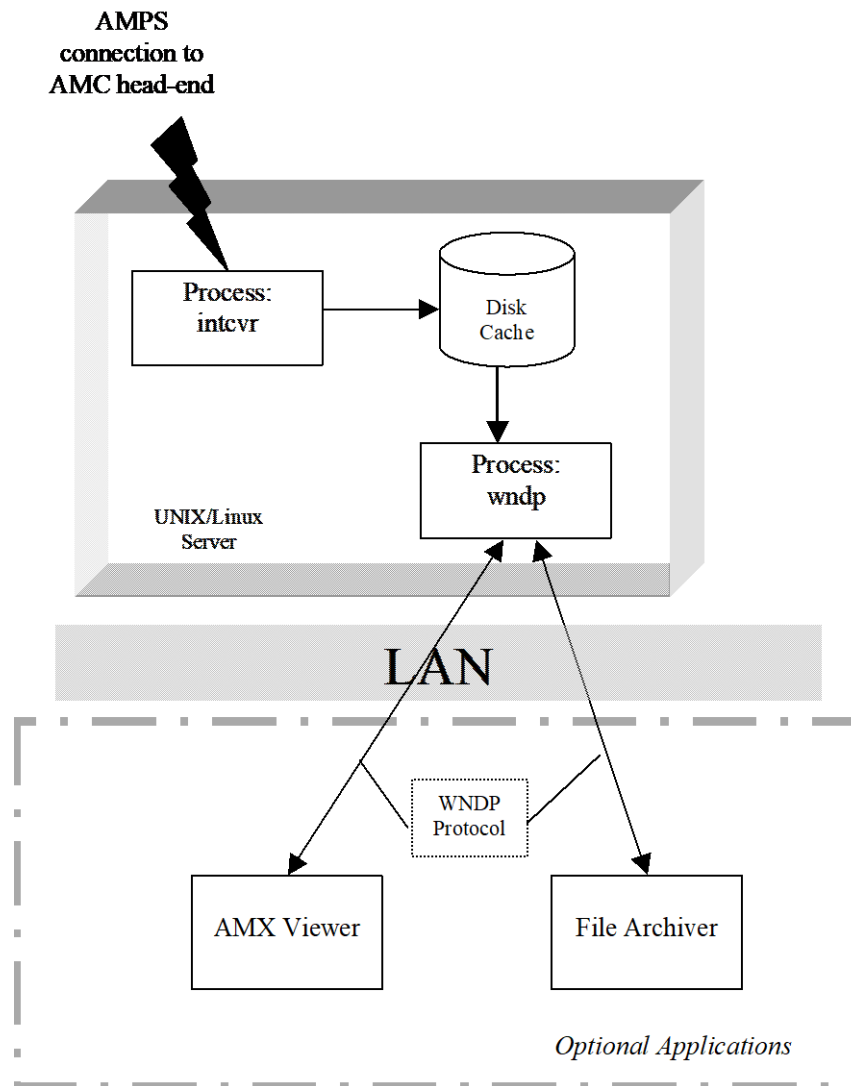 AMPS
connection to
AMC head-end
Process:
intcvr
Disk
Cache
Process:
wndp
UNIX/Linux
Server
LAN
WNDP
Protocol
AMX Viewer
File Archiver
Optional Applications